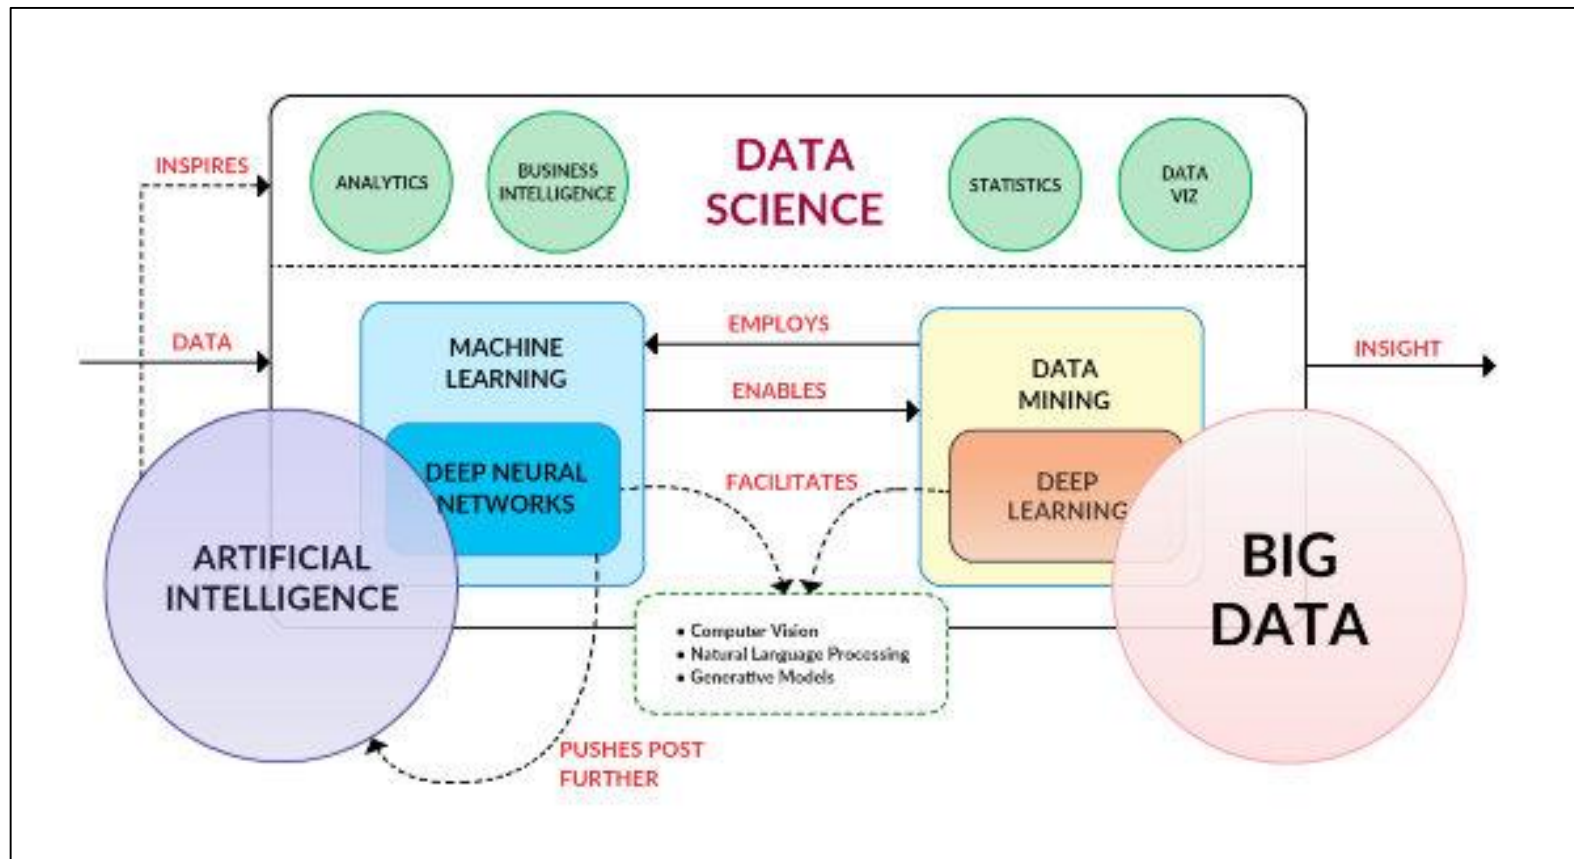 INSPIRES
ANALYTICS
BUSINESS
INTELLIGENCE
DATA
SCIENCE
STATISTICS
DATA
VIZ
DATA
MACHINE
LEARNING
EMPLOYS
ENABLES
DATA
MINING
INSIGHT
DEEP NEURAL
NETWORKS
FACILITATES
DEEP
LEARNING
ARTIFICIAL
INTELLIGENCE
BIG
DATA
• Computer Vision
• Natural Language Processing
• Generative Models
PUSHES POST
FURTHER